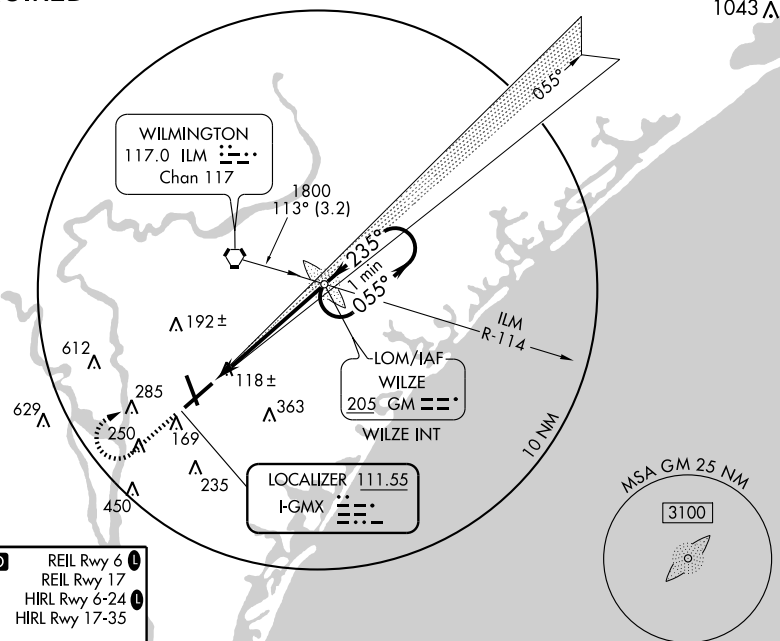 1043
055°
WILMINGTON
117.0 ILM
Chan 117
1800
113° (3.2)
235°
1 min
055°
ILM
R-114
192 ±
612
LOM/IAF
WILZE
205 GM
WILZE INT
118 ±
285
363
629
250
169
10 NM
235
450
LOCALIZER 111.55
I-GMX
MSA GM 25 NM
3100
REIL Rwy 6 L
REIL Rwy 17
HIRL Rwy 6-24 L
HIRL Rwy 17-35